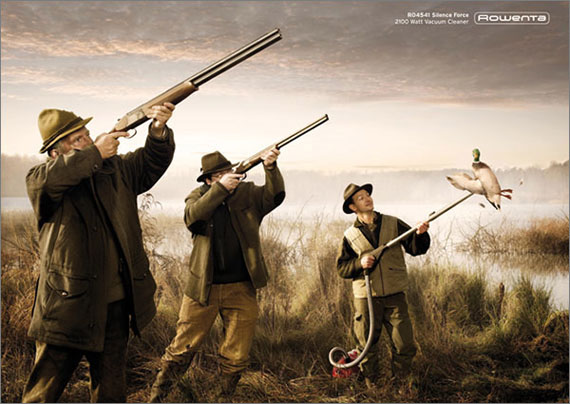 RO4541 Silence Force
2100 Watt Vacuum Cleaner
Rowenta